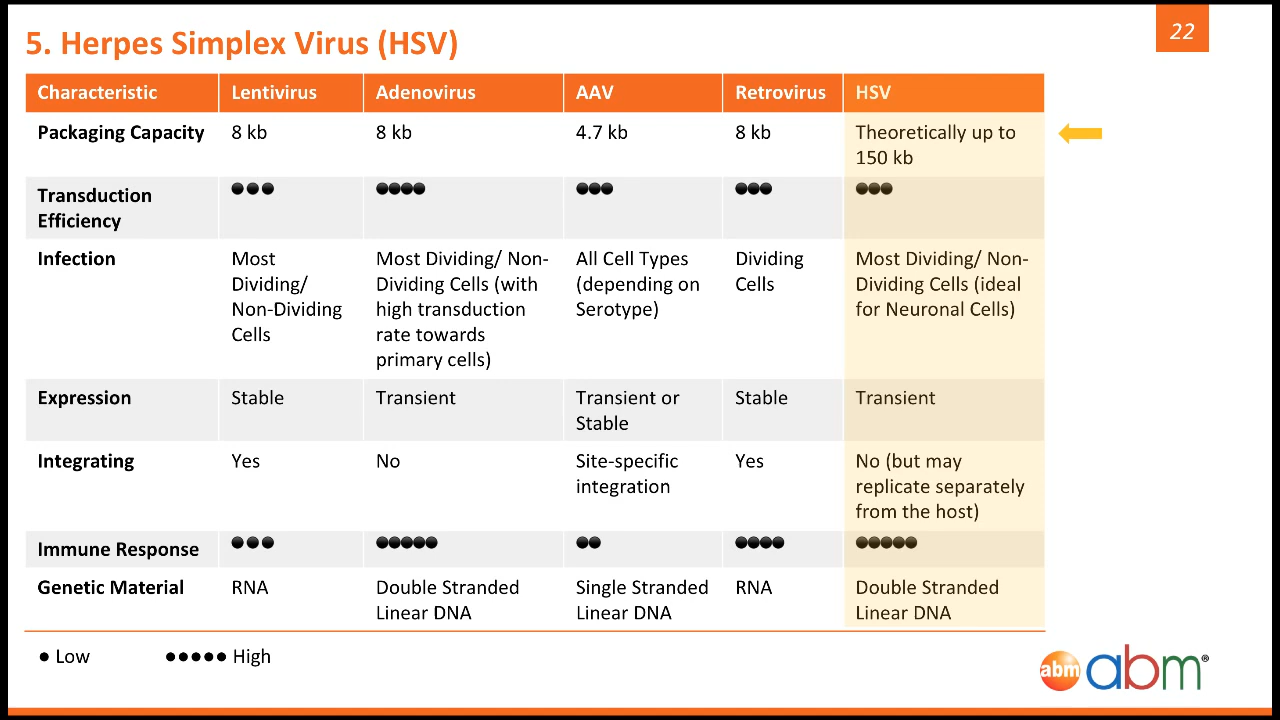 5. Herpes Simplex Virus (HSV)
22
Characteristic Lentivirus Adenovirus AAV Retrovirus HSV
Packaging Capacity 8 kb 8 kb 4.7 kb 8 kb Theoretically up to
150 kb
Transduction
Efficiency
Infection Most Most Dividing/ Non- All Cell Types Dividing Most Dividing/ Non-
Dividing/ Dividing Cells (with (depending on Cells Dividing Cells (ideal
Non-Dividing high transduction Serotype) for Neuronal Cells)
Cells rate towards
primary cells)
Expression Stable Transient Transient or Stable Transient
Stable
Integrating Yes No Site-specific Yes No (but may
integration replicate separately
from the host)
Immune Response
Genetic Material RNA Double Stranded Single Stranded RNA Double Stranded
Linear DNA Linear DNA Linear DNA
Low High
abm abm®